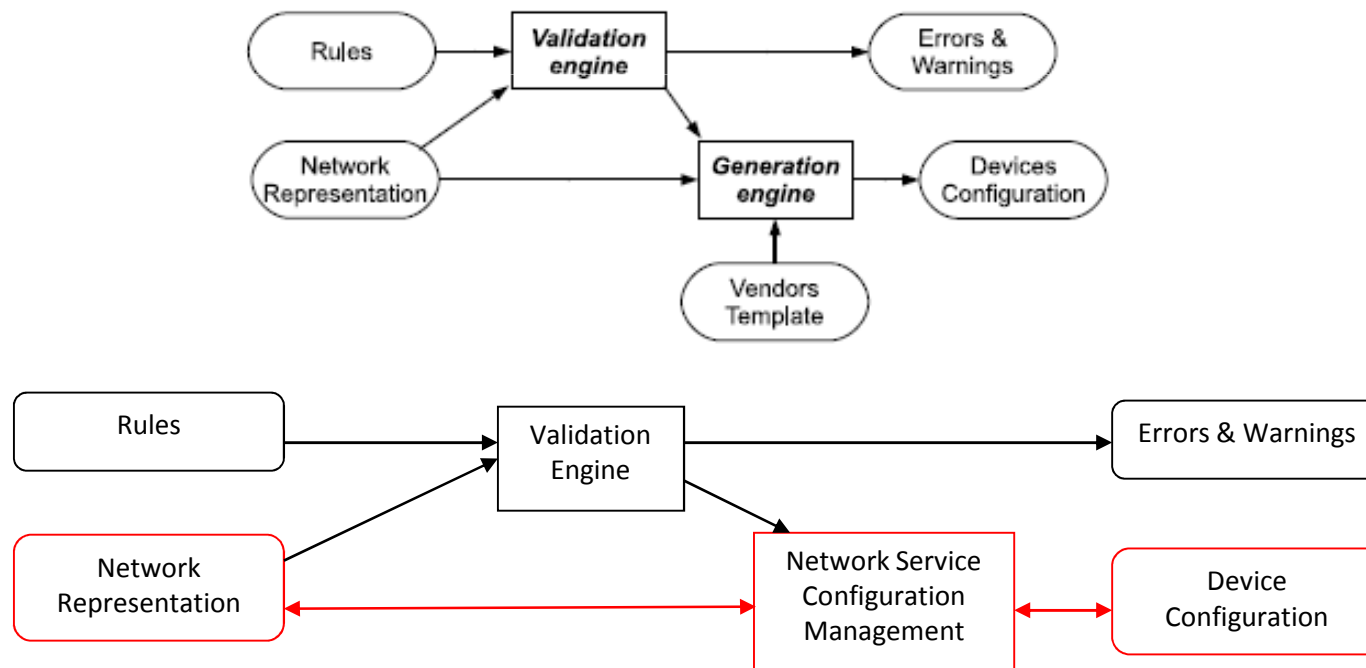 Rules
Validation
engine
Errors &
Warnings
Network
Representation
Generation
engine
Devices
Configuration
Vendors
Template
Rules
Validation
Engine
Errors & Warnings
Network
Representation
Network Service
Configuration
Management
Device
Configuration